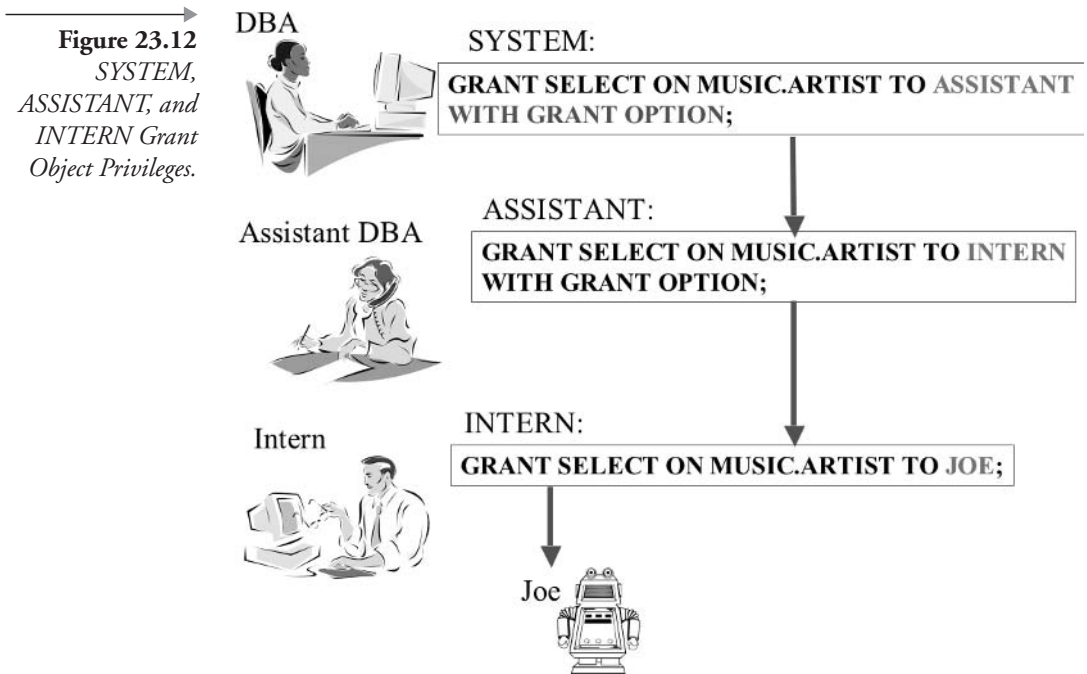 Figure 23.12
SYSTEM,
ASSISTANT, and
INTERN Grant
Object Privileges.
DBA
SYSTEM:
GRANT SELECT ON MUSIC.ARTIST TO ASSISTANT
WITH GRANT OPTION;
Assistant DBA
ASSISTANT:
GRANT SELECT ON MUSIC.ARTIST TO INTERN
WITH GRANT OPTION;
Intern
INTERN:
GRANT SELECT ON MUSIC.ARTIST TO JOE;
Joe